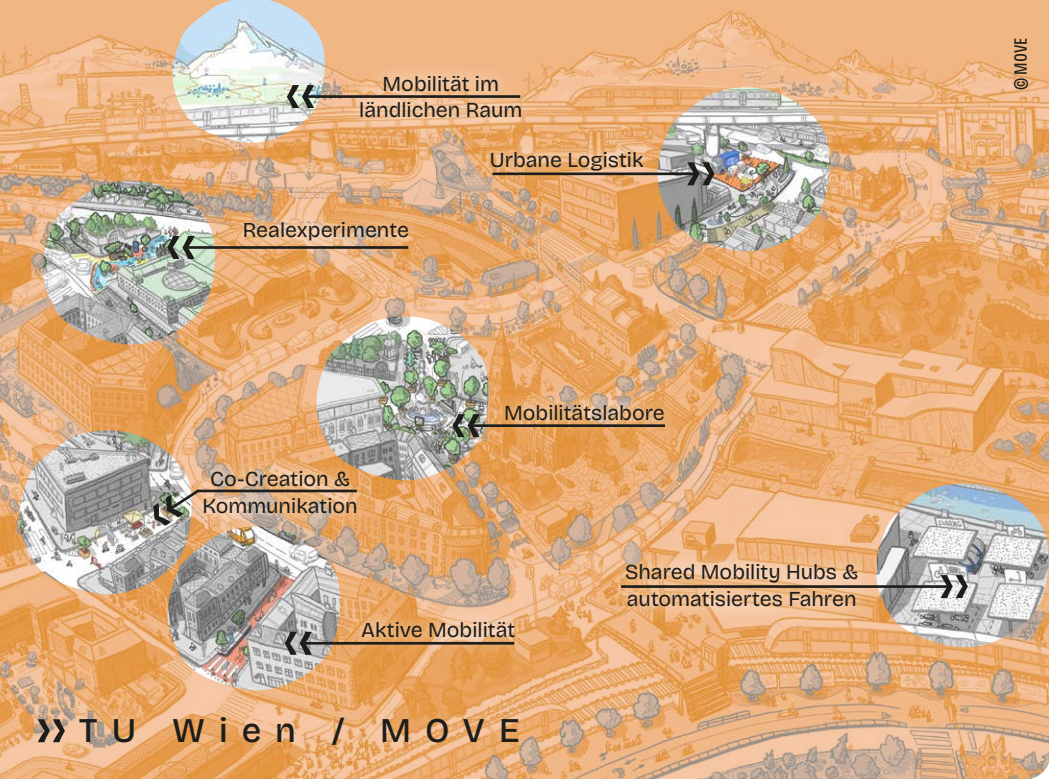 © MOVE
Mobilität im
ländlichen Raum
Urbane Logistik
Realexperimente
Mobilitätslabore
Co-Creation &
Kommunikation
Shared Mobility Hubs &
automatisiertes Fahren
Aktive Mobilität
TU Wien / MOVE